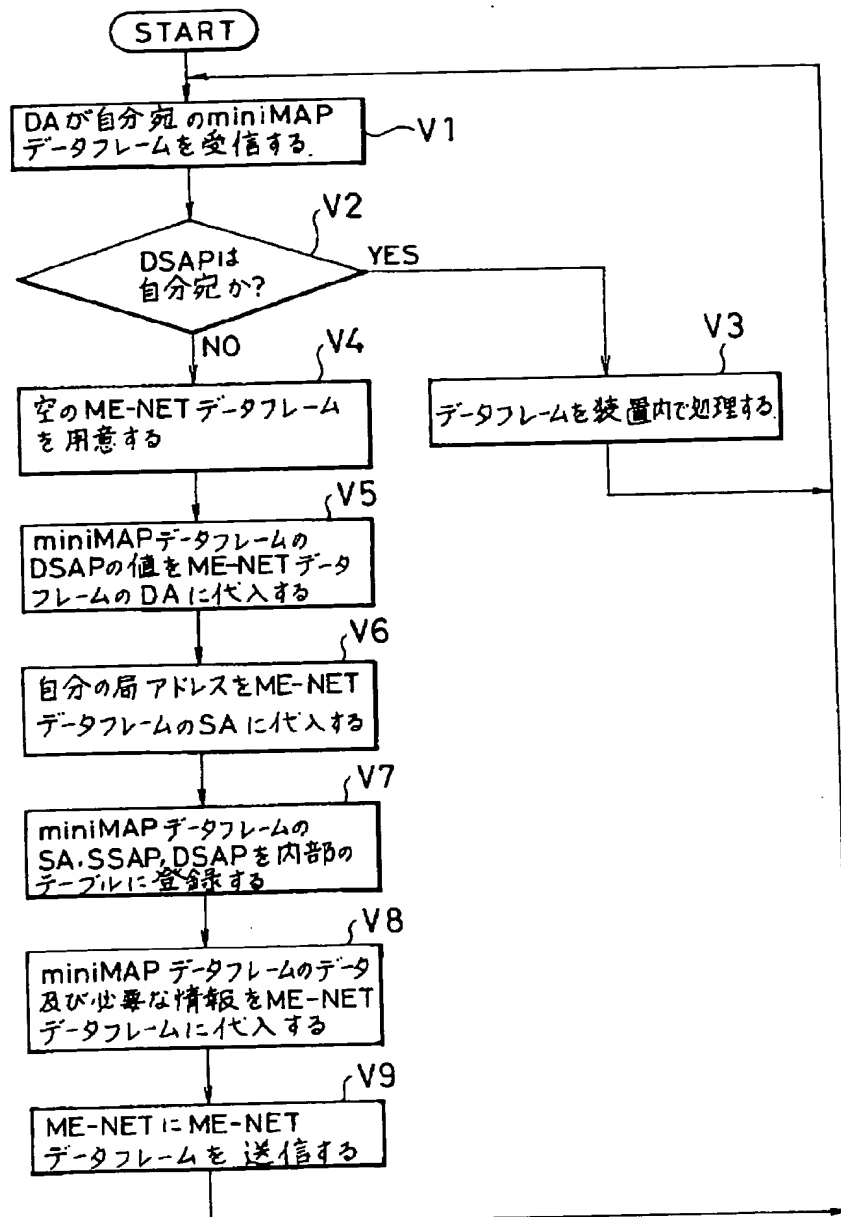 START
DAが自分宛のminiMAP
データフレームを受信する.
V1
V2
DSAPは
自分宛か?
YES
NO
V3
データフレームを装置内で処理する.
V4
空のME-NETデータフレーム
を用意する
V5
miniMAPデータフレームの
DSAPの値をME-NETデータ
フレームのDAに代入する
V6
自分の局アドレスをME-NET
データフレームのSAに代入する
V7
miniMAPデータフレームの
SA.SSAP,DSAPを内部の
テーブルに登録する
V8
miniMAPデータフレームのデータ
及び必要な情報をME-NET
データフレームに代入する
V9
ME-NETにME-NET
データフレームを送信する